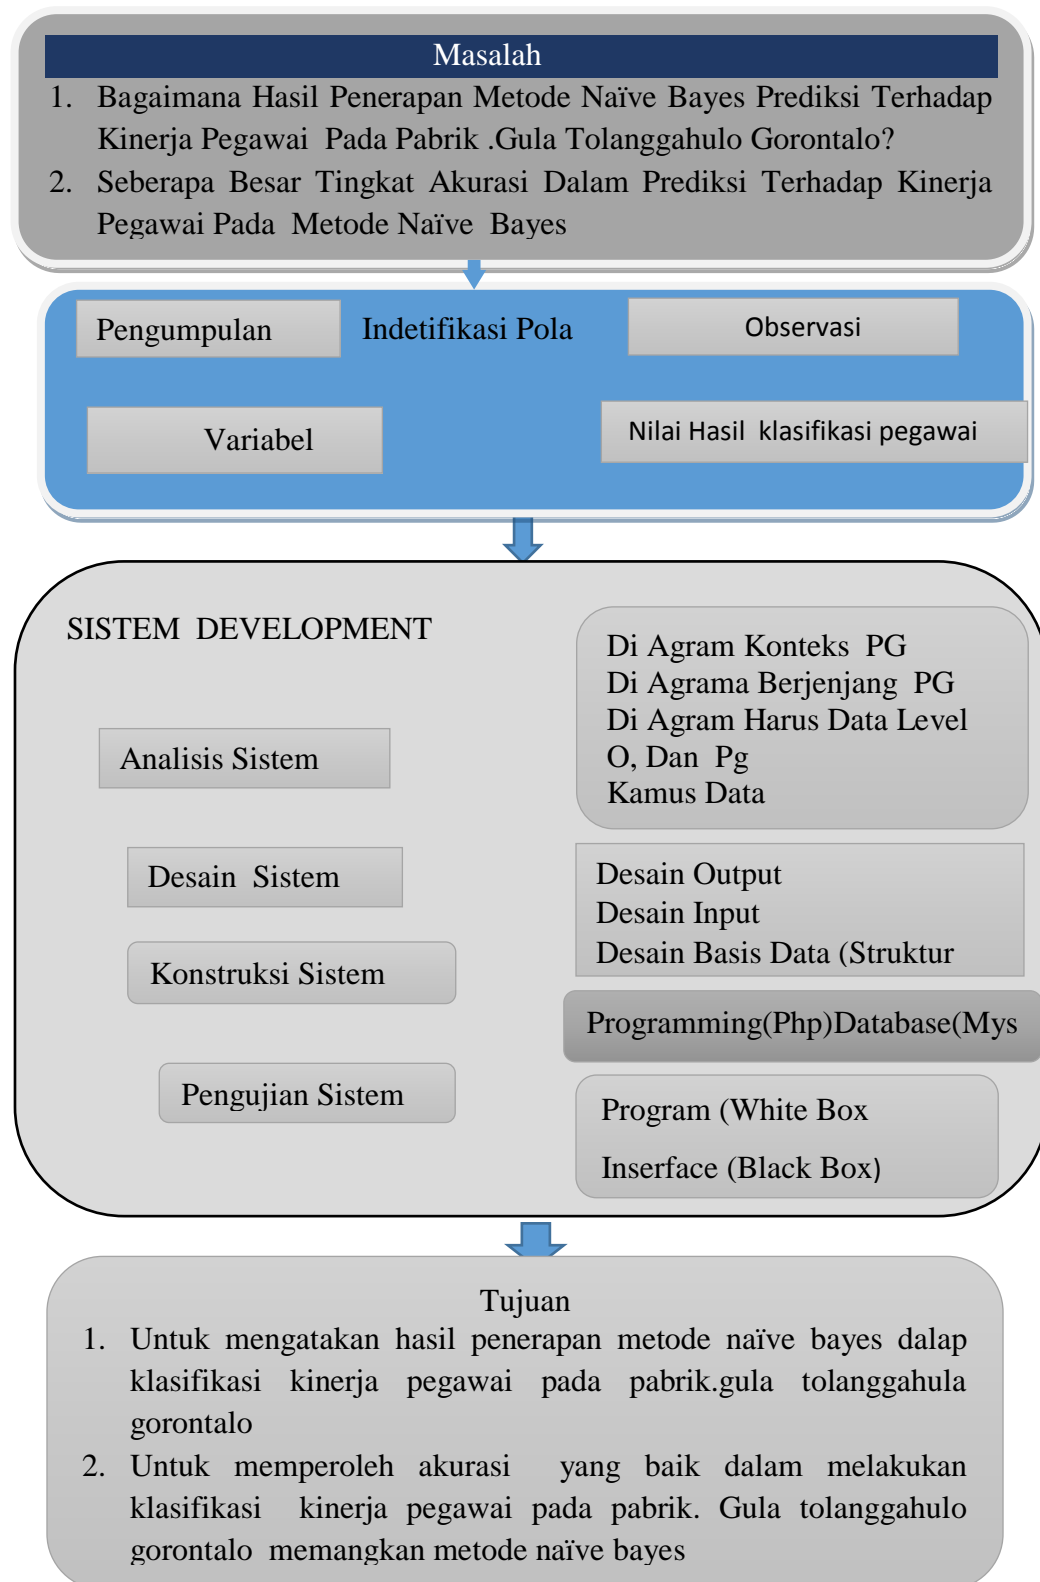 Masalah
1. Bagaimana Hasil Penerapan Metode Naïve Bayes Prediksi Terhadap
Kinerja Pegawai Pada Pabrik .Gula Tolanggahulo Gorontalo?
2. Seberapa Besar Tingkat Akurasi Dalam Prediksi Terhadap Kinerja
Pegawai Pada Metode Naïve Bayes
Pengumpulan
Indetifikasi Pola
Observasi
Variabel
Nilai Hasil klasifikasi pegawai
SISTEM DEVELOPMENT
Di Agram Konteks PG
Di Agrama Berjenjang PG
Di Agram Harus Data Level
O, Dan Pg
Kamus Data
Analisis Sistem
Desain Sistem
Desain Output
Desain Input
Desain Basis Data (Struktur
Konstruksi Sistem
Programming(Php)Database(Mys
Pengujian Sistem
Program (White Box
Inserface (Black Box)
Tujuan
1. Untuk mengatakan hasil penerapan metode naïve bayes dalap
klasifikasi kinerja pegawai pada pabrik.gula tolanggahula
gorontalo
2. Untuk memperoleh akurasi yang baik dalam melakukan
klasifikasi kinerja pegawai pada pabrik. Gula tolanggahulo
gorontalo memangkan metode naïve bayes